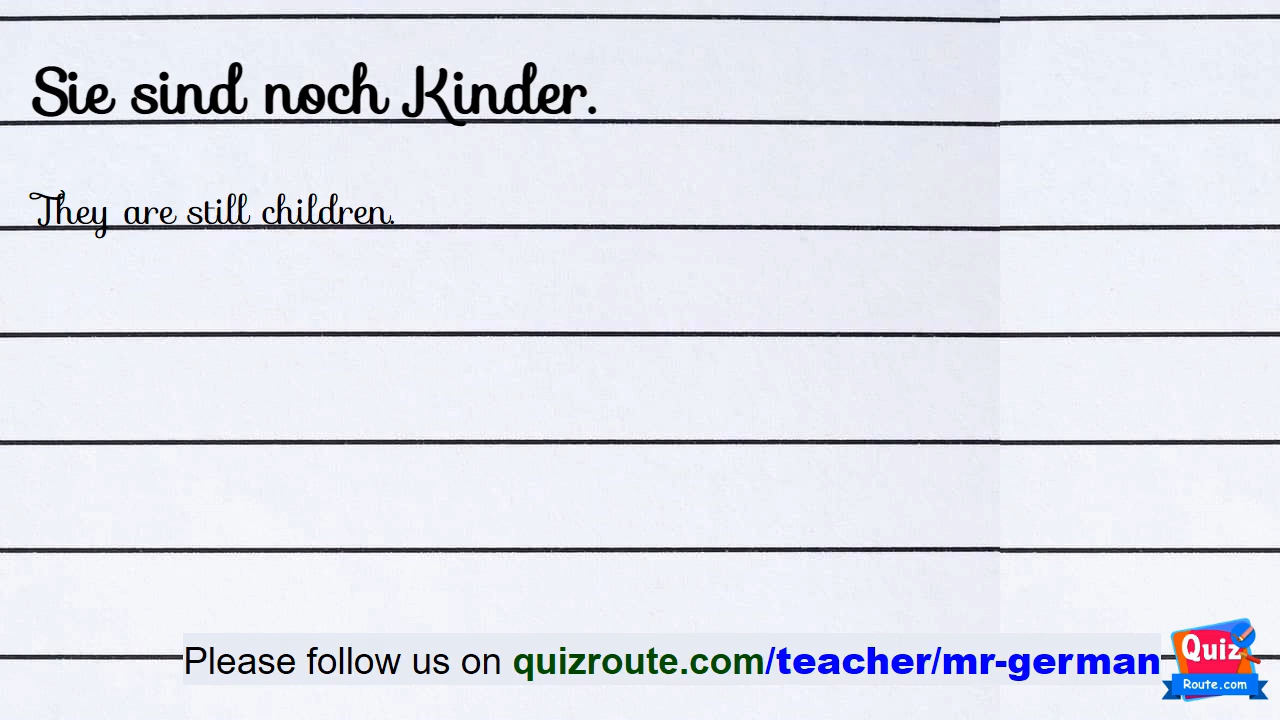 Sie sind noch Kinder.
They are still children.
Please follow us on quizroute.com/teacher/mr-german
Quiz
Route.com